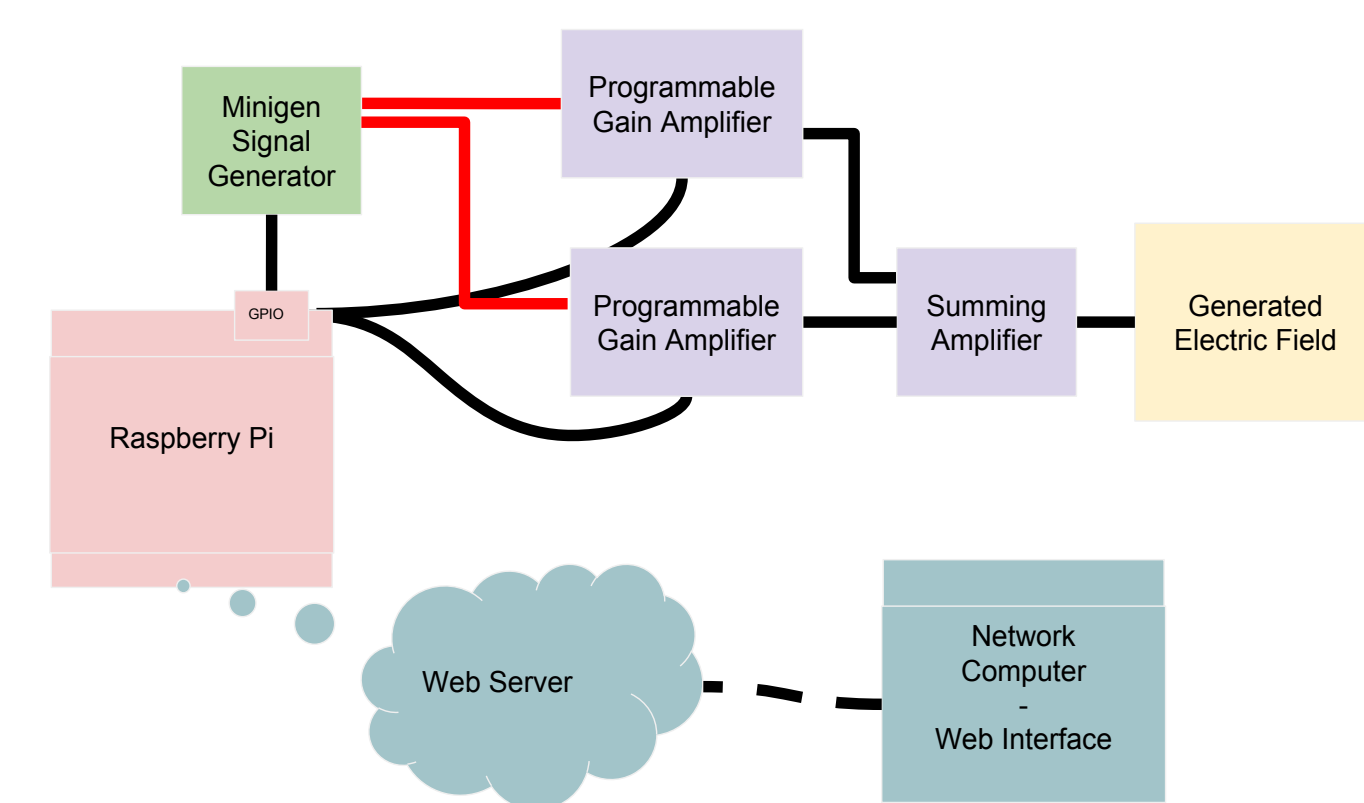 Minigen
Signal
Generator
Programmable
Gain Amplifier
GPIO
Raspberry Pi
Programmable
Gain Amplifier
Summing
Amplifier
Generated
Electric Field
Web Server
Network
Computer
-
Web Interface